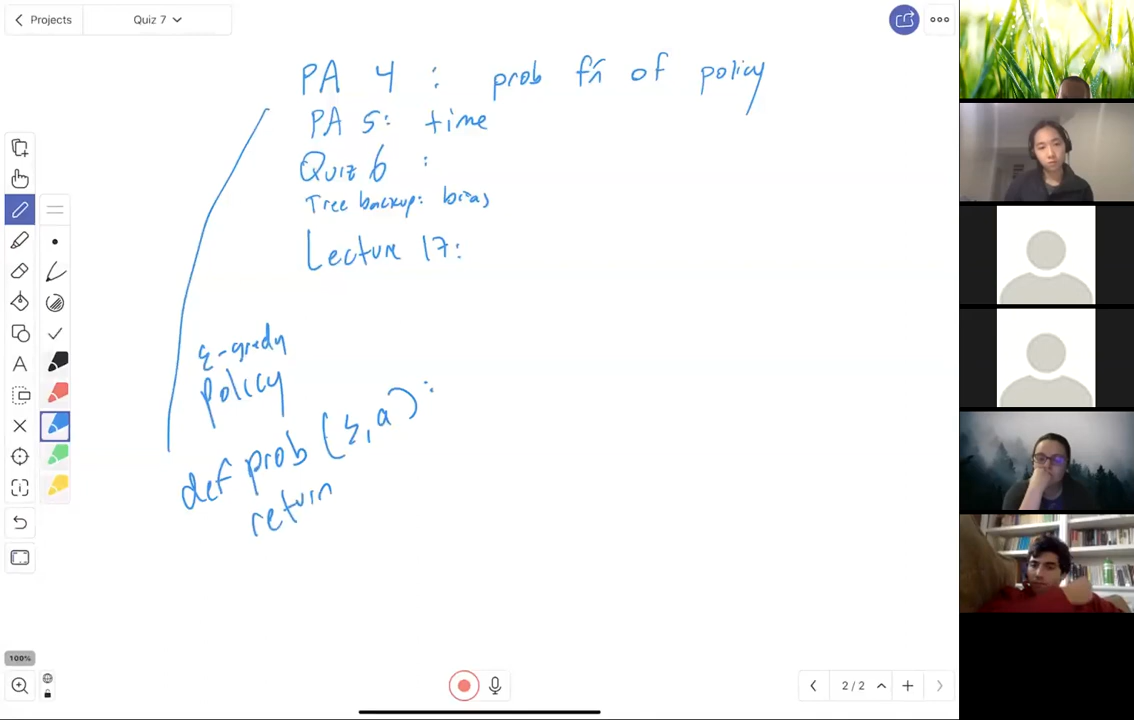 Projects
Quiz 7
PA 4 : prob fn of policy
PA 5: time
Quiz 6 :
Tree backup: bias
Lecture 17:
ε-greedy
policy
def prob (s, a) :
return
100%
2 / 2